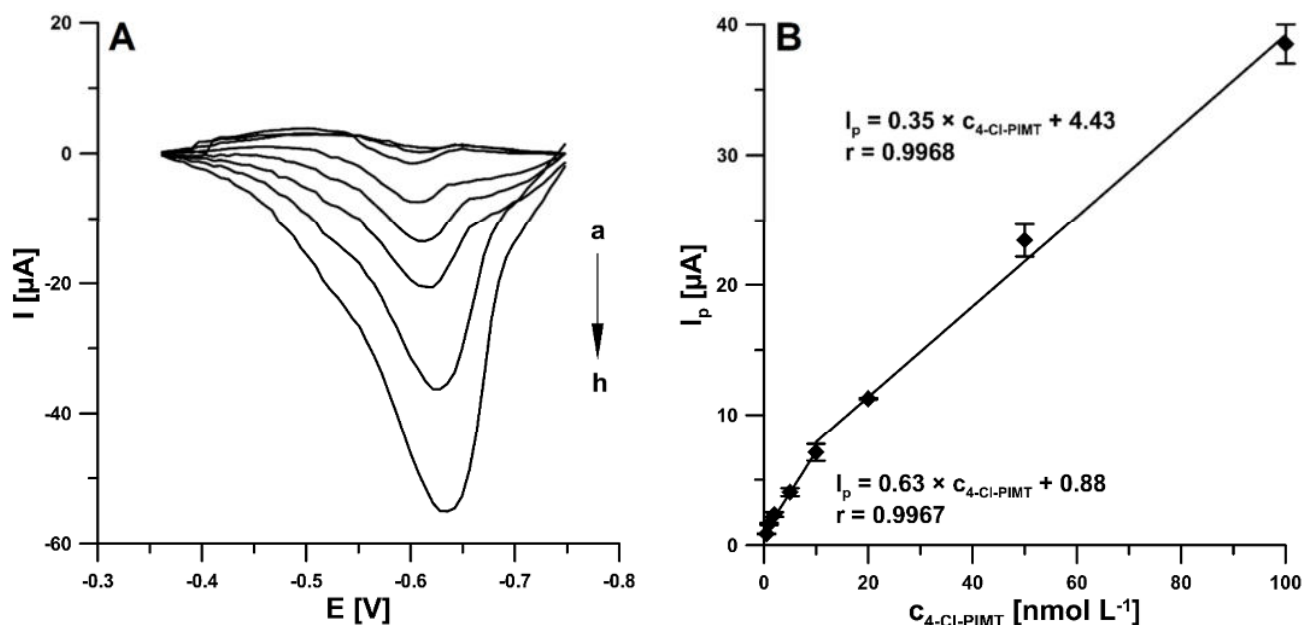 A
20
0
-20
-40
-60
I [µA]
a
h
-0.3 -0.4 -0.5 -0.6 -0.7 -0.8
E [V]
B
40
30
20
10
0
Iₚ [µA]
Iₚ = 0.35 × c₄₋Cl₋PIMT + 4.43
r = 0.9968
Iₚ = 0.63 × c₄₋Cl₋PIMT + 0.88
r = 0.9967
0 20 40 60 80 100
c₄₋Cl₋PIMT [nmol L⁻¹]